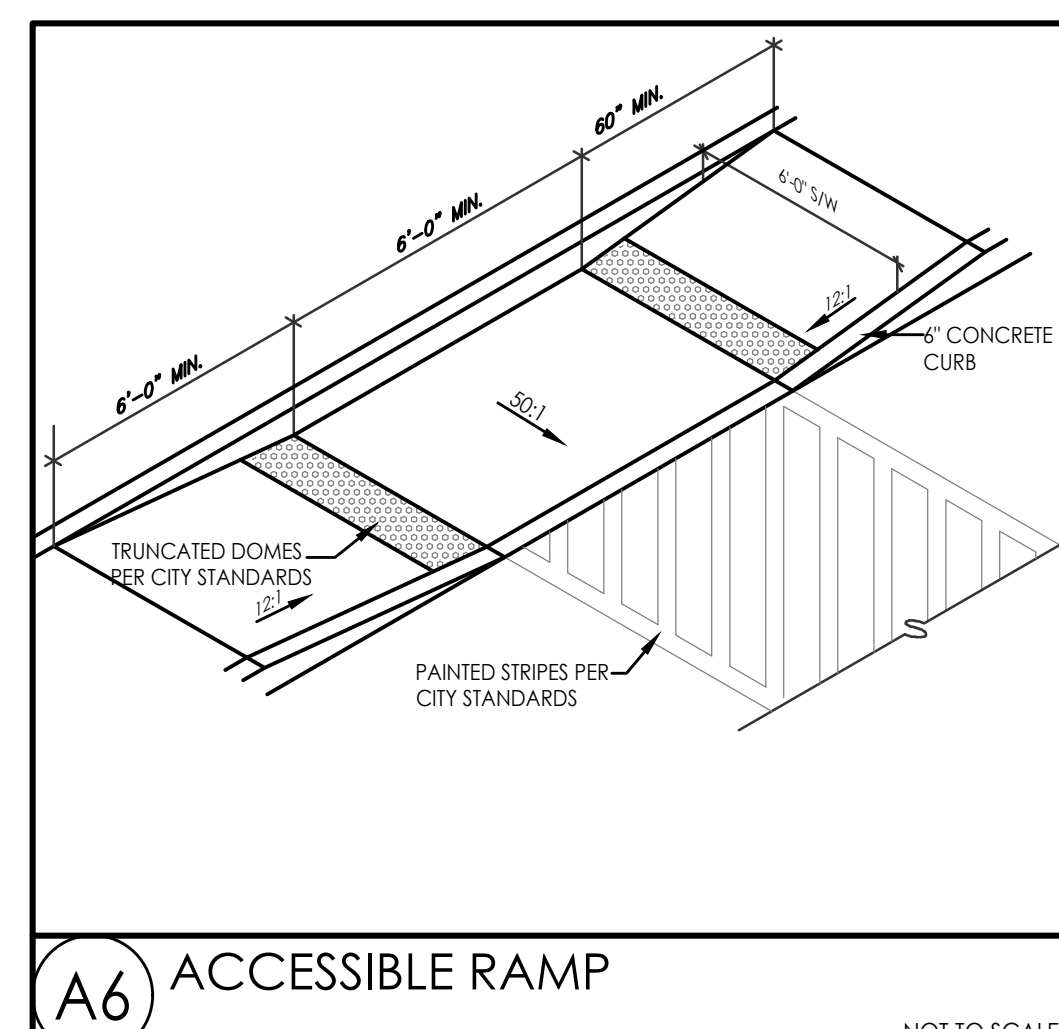 60" MIN.
6'-0" S/W
6'-0" MIN.
12:1
6" CONCRETE
CURB
6'-0" MIN.
50:1
TRUNCATED DOMES
PER CITY STANDARDS
12:1
PAINTED STRIPES PER
CITY STANDARDS
A6
ACCESSIBLE RAMP
NOT TO SCALE